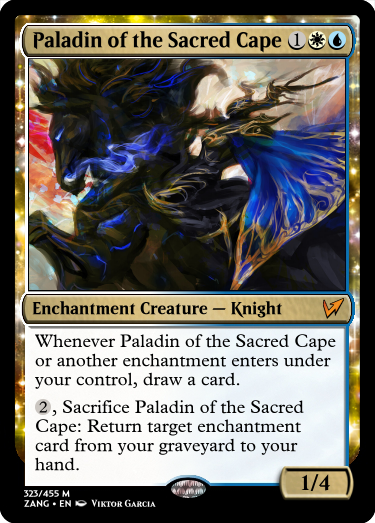 Paladin of the Sacred Cape 1
Enchantment Creature — Knight
Whenever Paladin of the Sacred Cape
or another enchantment enters under
your control, draw a card.
2, Sacrifice Paladin of the Sacred
Cape: Return target enchantment
card from your graveyard to your
hand.
1/4
323/455 M
ZANG • EN Viktor Garcia